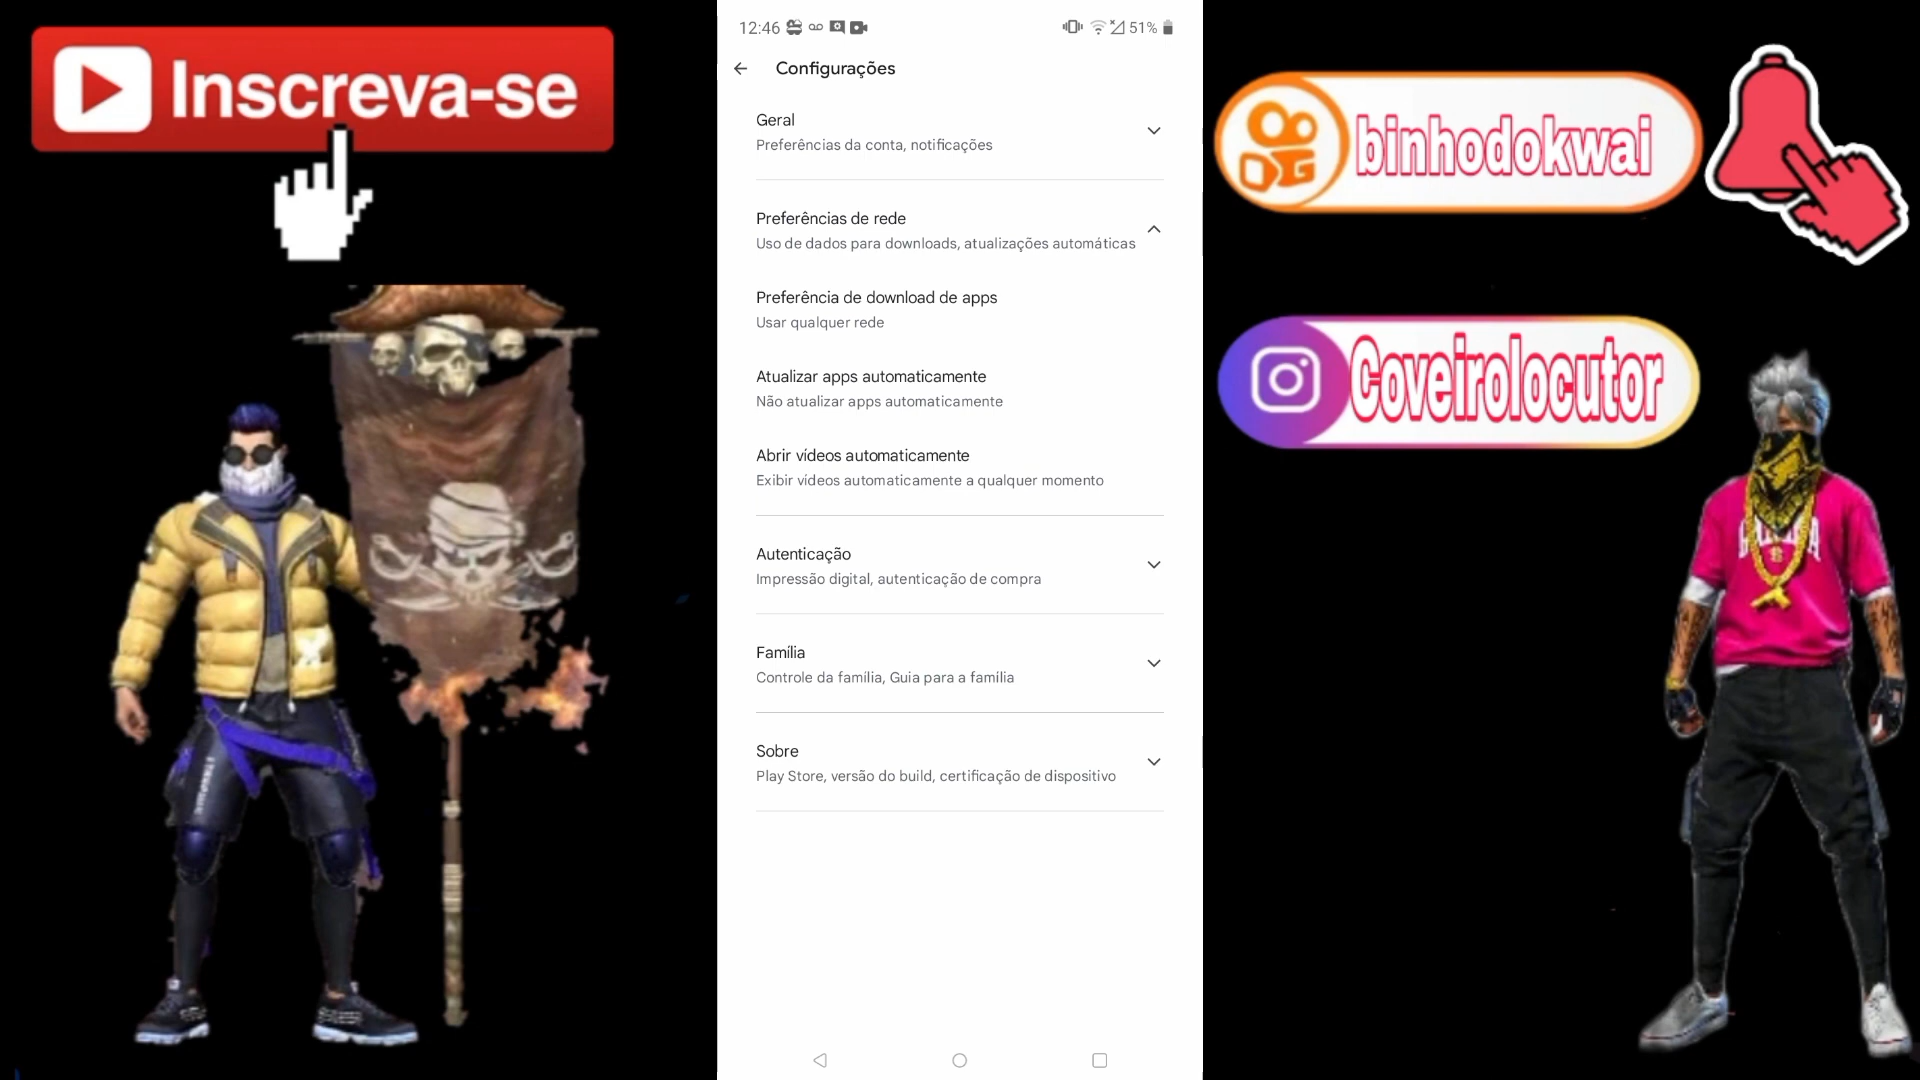 Inscreva-se
12:46
51%
Configurações
Geral
Preferências da conta, notificações
Preferências de rede
Uso de dados para downloads, atualizações automáticas
Preferência de download de apps
Usar qualquer rede
Atualizar apps automaticamente
Não atualizar apps automaticamente
Abrir vídeos automaticamente
Exibir vídeos automaticamente a qualquer momento
Autenticação
Impressão digital, autenticação de compra
Família
Controle da família, Guia para a família
Sobre
Play Store, versão do build, certificação de dispositivo
binhodokwai
Coveirolocutor